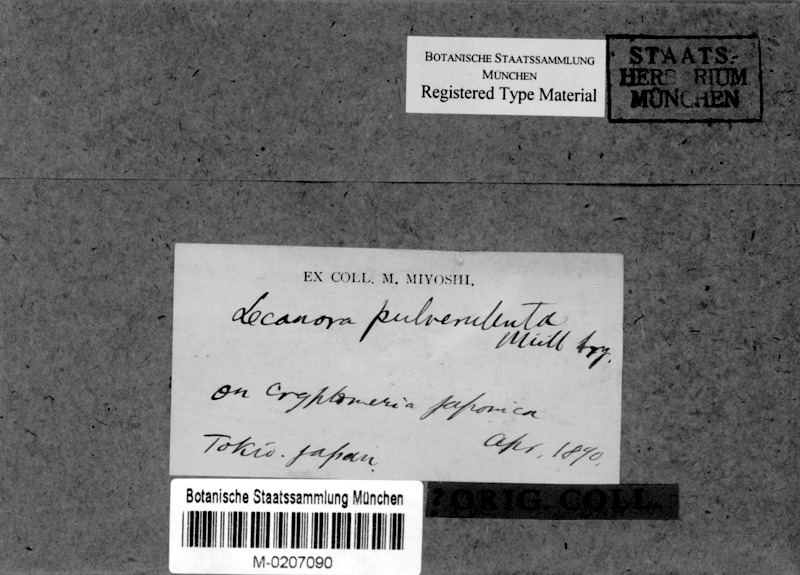 BOTANISCHE STAATSSAMMLUNG
MÜNCHEN
Registered Type Material
STAATS-
HERBARIUM
MÜNCHEN
EX COLL. M. MIYOSHI.
Lecanora pulverulenta
Müll Arg.
on Cryptomeria japonica
Apr. 1890.
Tokio. Japan.
? ORIG. COLL.
Botanische Staatssammlung München
M-0207090